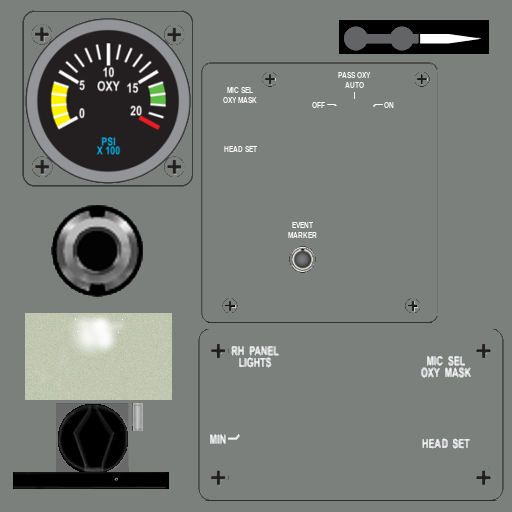 10
5 OXY 15
0 20
PSI
X 100
PASS OXY
AUTO
OFF ON
MIC SEL
OXY MASK
HEAD SET
EVENT
MARKER
RH PANEL
LIGHTS
MIC SEL
OXY MASK
MIN
HEAD SET